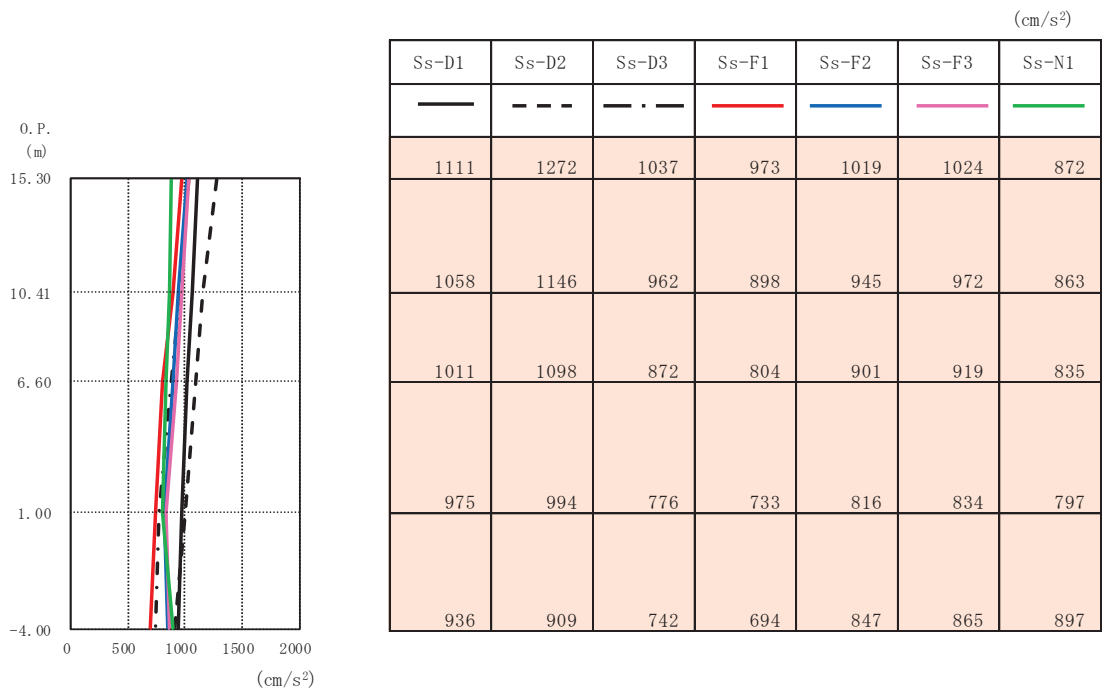 (cm/s²)
Ss-D1 Ss-D2 Ss-D3 Ss-F1 Ss-F2 Ss-F3 Ss-N1
O.P.
(m)
15.30
1111 1272 1037 973 1019 1024 872
10.41
1058 1146 962 898 945 972 863
6.60
1011 1098 872 804 901 919 835
1.00
975 994 776 733 816 834 797
-4.00
936 909 742 694 847 865 897
0 500 1000 1500 2000
(cm/s²)